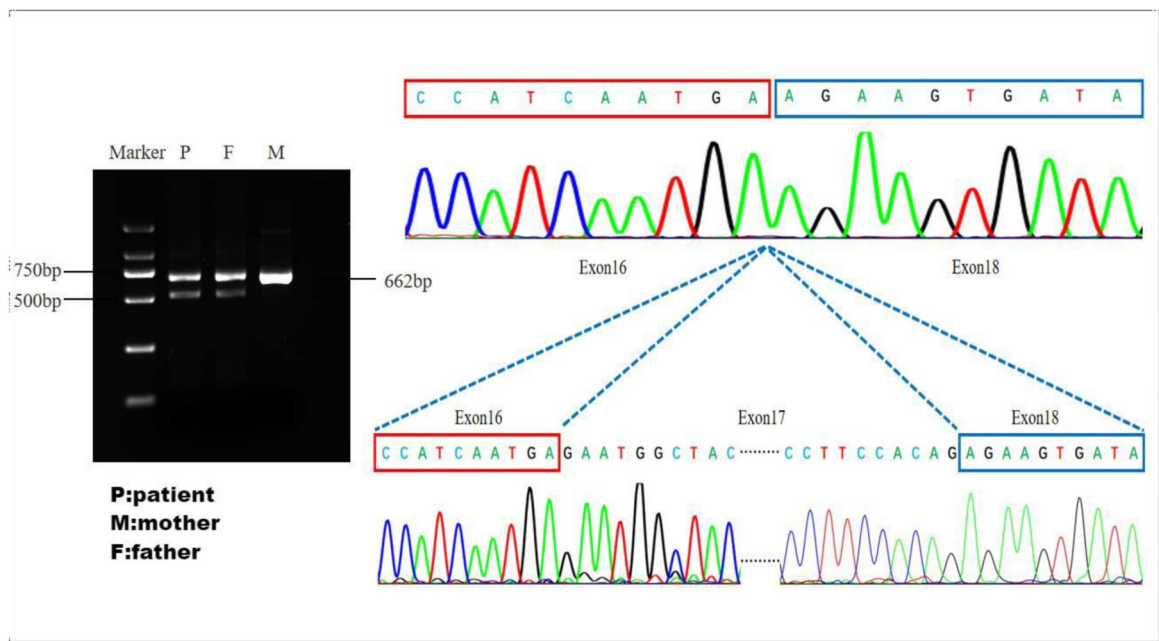 Marker P F M
750bp
500bp
662bp
P:patient
M:mother
F:father
C C A T C A A T G A A G A A G T G A T A
Exon16 Exon18
Exon16 Exon17 Exon18
C C A T C A A T G A G A A T G G C T A C ········ C C T T C C A C A G A G A A G T G A T A
········